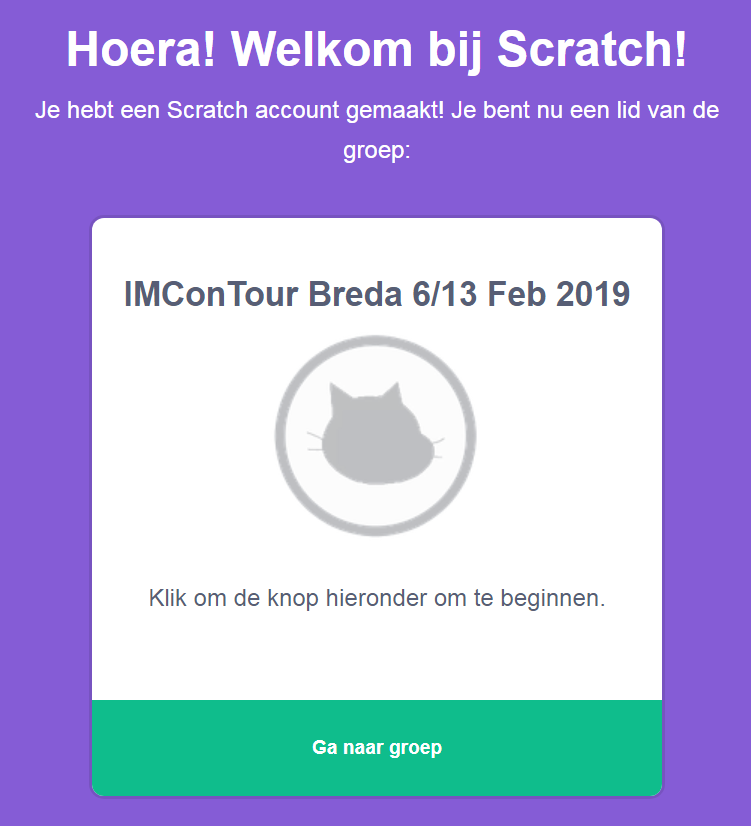 Hoera! Welkom bij Scratch!
Je hebt een Scratch account gemaakt! Je bent nu een lid van de
groep:
IMConTour Breda 6/13 Feb 2019
Klik om de knop hieronder om te beginnen.
Ga naar groep